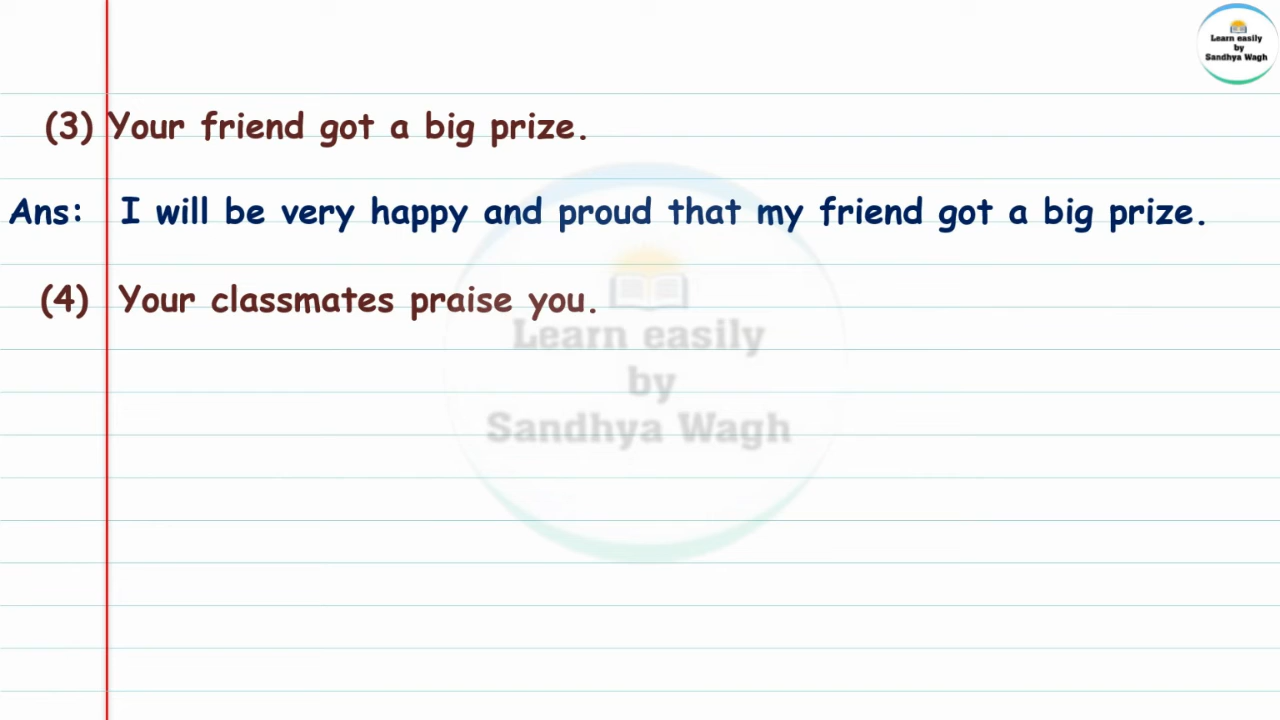 Learn easily
by
Sandhya Wagh
(3) Your friend got a big prize.
Ans: I will be very happy and proud that my friend got a big prize.
(4) Your classmates praise you.
Learn easily
by
Sandhya Wagh